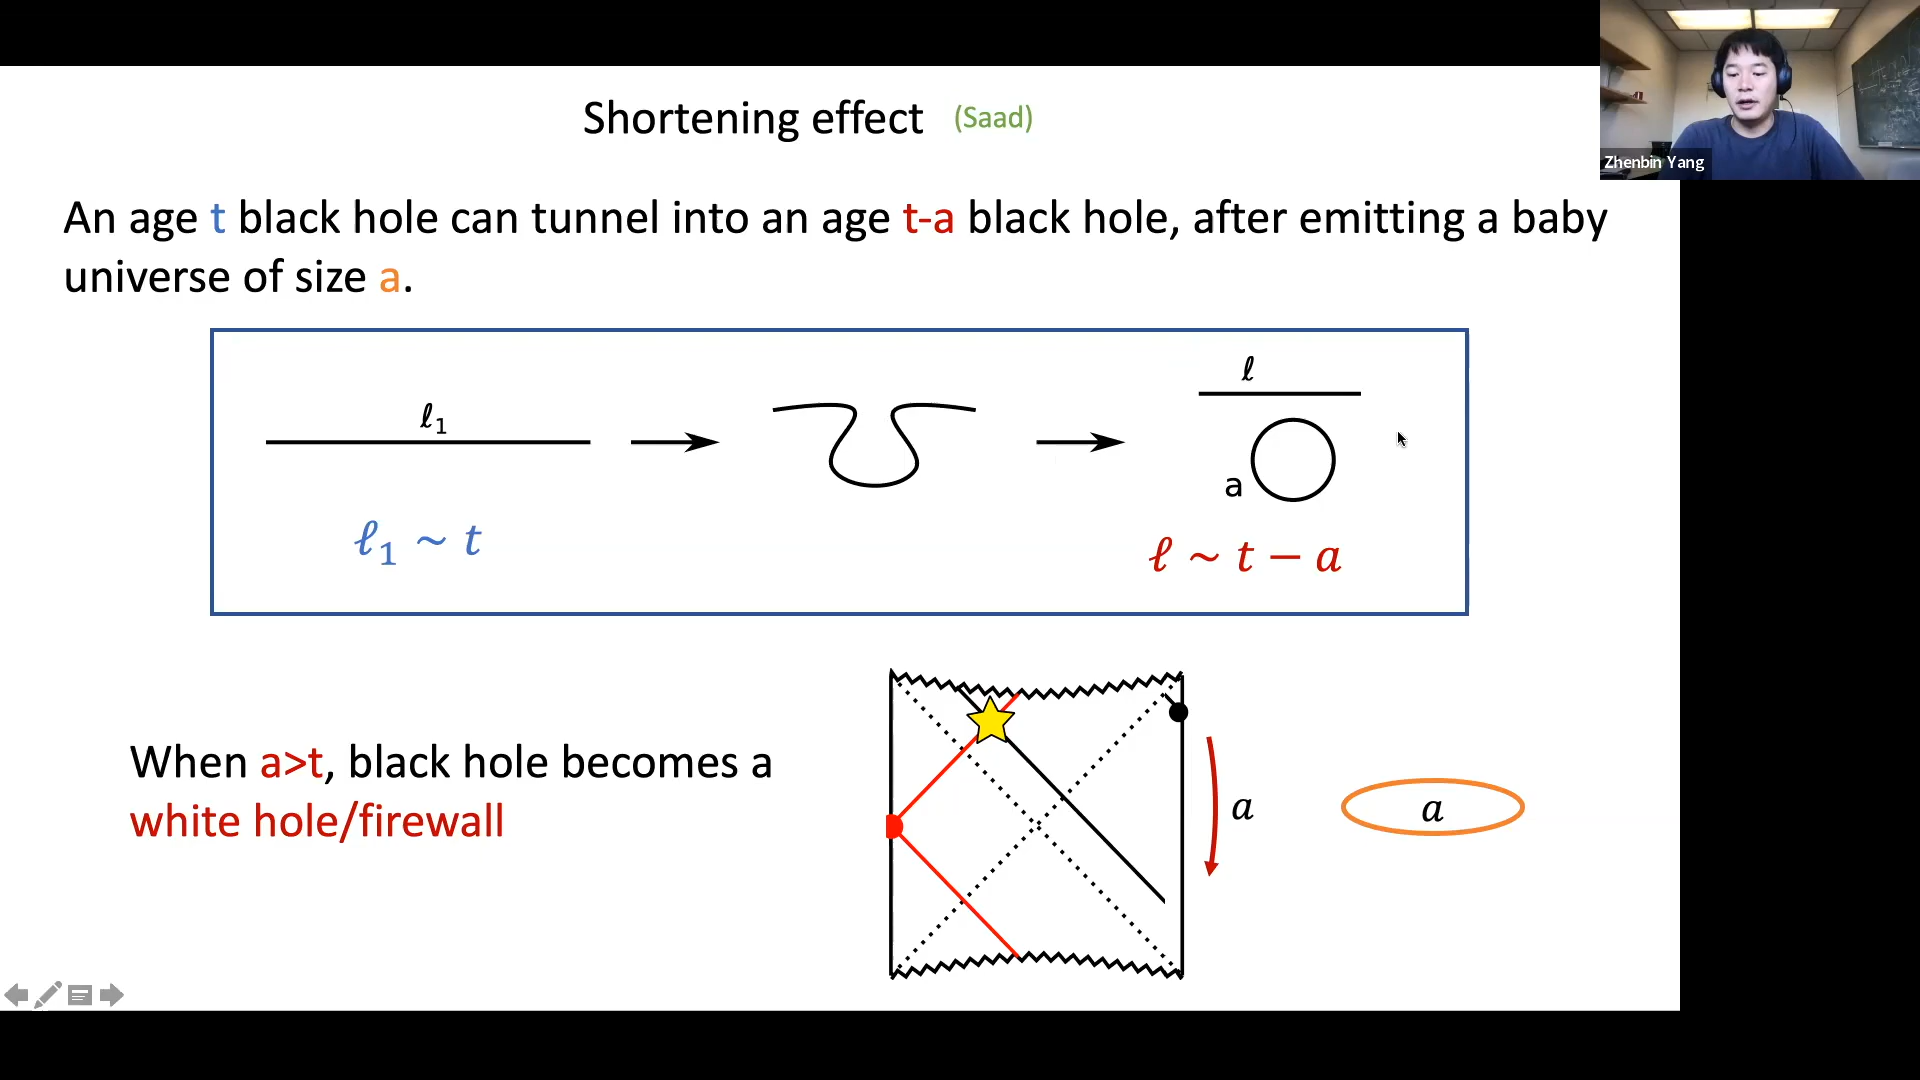 Shortening effect (Saad)
Zhenbin Yang
An age t black hole can tunnel into an age t-a black hole, after emitting a baby
universe of size a.
ℓ₁
ℓ
a
ℓ₁ ~ t
ℓ ~ t − a
When a>t, black hole becomes a
white hole/firewall
a
a